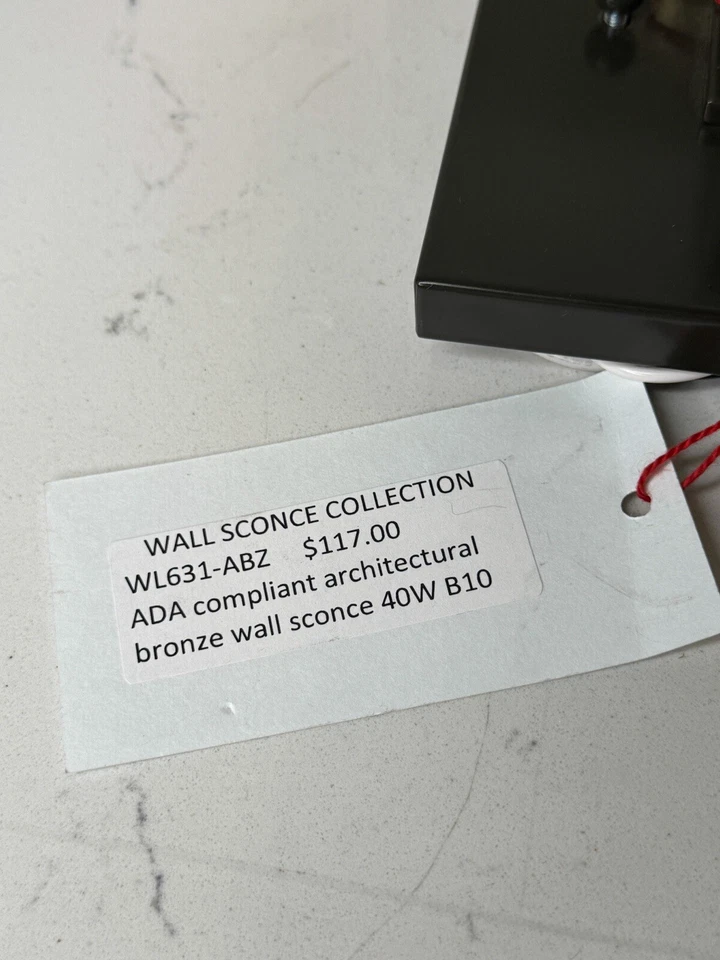 WALL SCONCE COLLECTION
WL631-ABZ $117.00
ADA compliant architectural
bronze wall sconce 40W B10